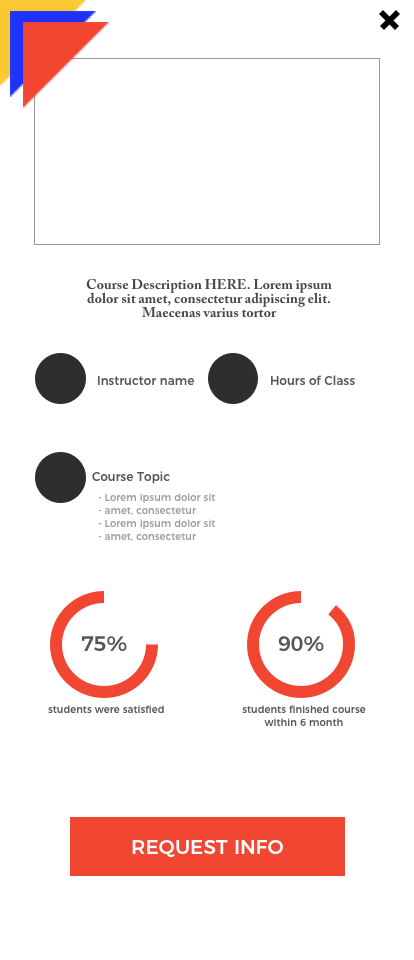 Course Description HERE. Lorem ipsum
dolor sit amet, consectetur adipiscing elit.
Maecenas varius tortor
Instructor name
Hours of Class
Course Topic
- Lorem ipsum dolor sit
- amet, consectetur
- Lorem ipsum dolor sit
- amet, consectetur
75%
students were satisfied
90%
students finished course
within 6 month
REQUEST INFO